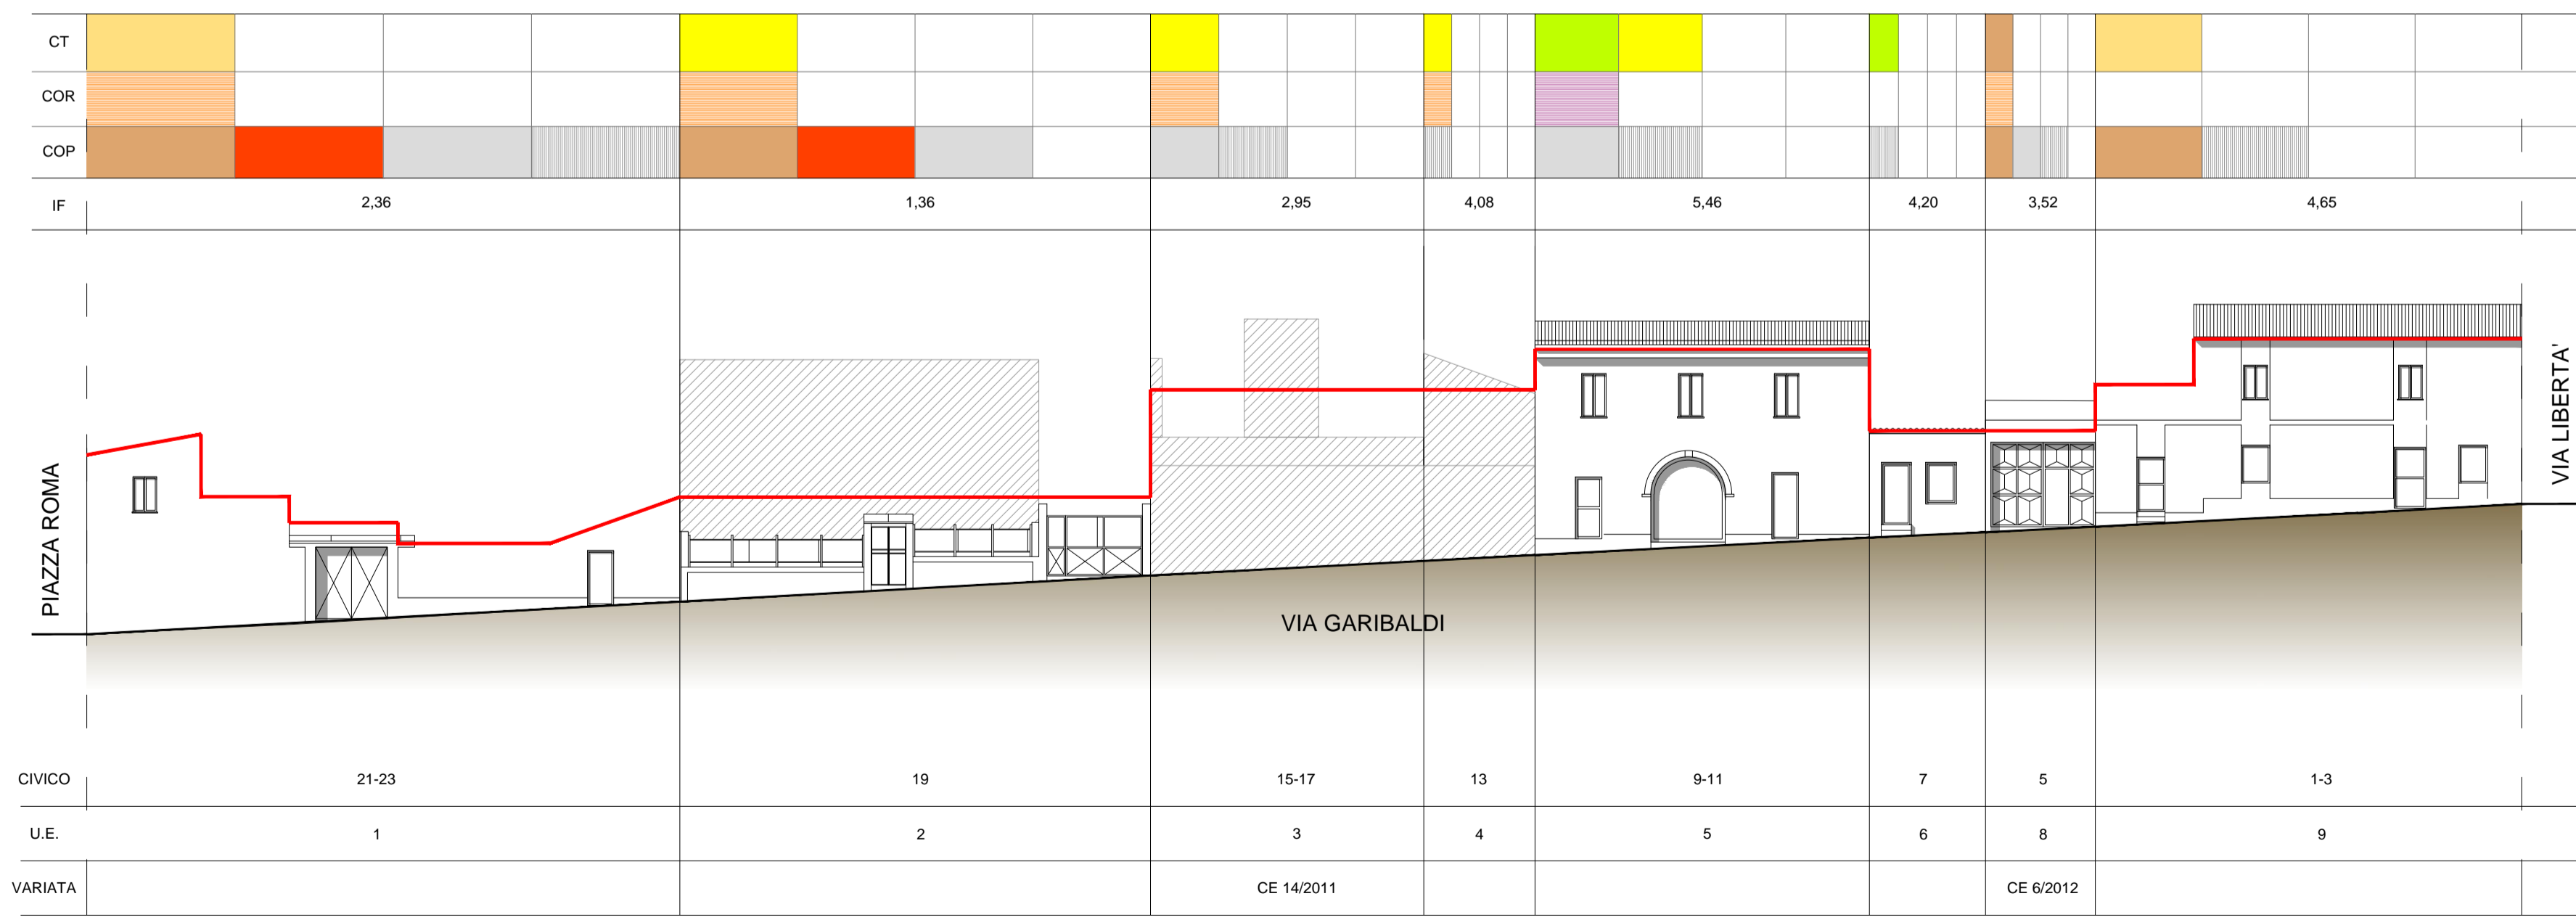 CT
COR
COP
IF 2,36 1,36 2,95 4,08 5,46 4,20 3,52 4,65
PIAZZA ROMA
VIA LIBERTA'
VIA GARIBALDI
CIVICO 21-23 19 15-17 13 9-11 7 5 1-3
U.E. 1 2 3 4 5 6 8 9
VARIATA CE 14/2011 CE 6/2012